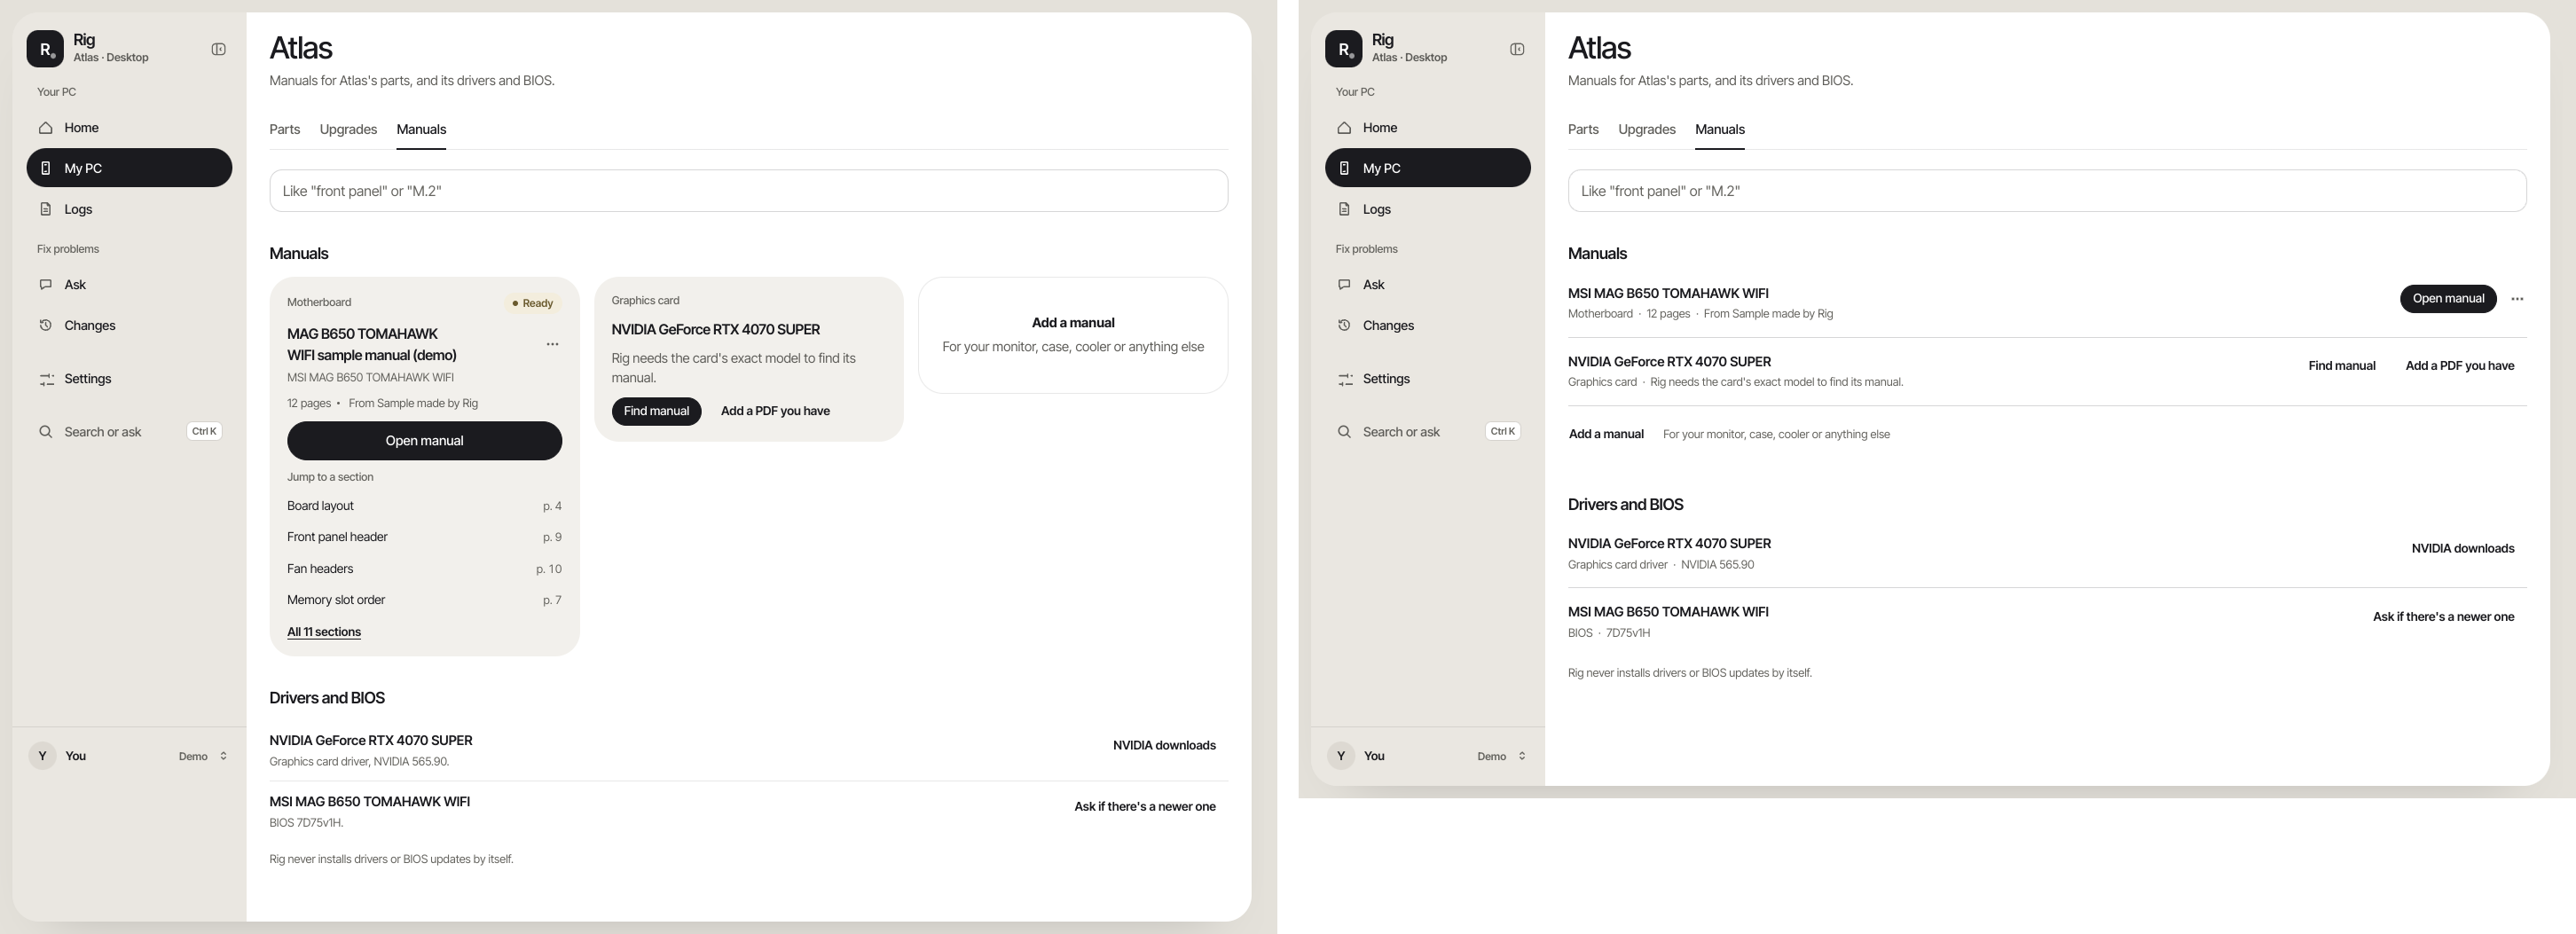 R.
Rig
Atlas · Desktop
Your PC
Home
My PC
Logs
Fix problems
Ask
Changes
Settings
Search or ask
Ctrl K
Y
You
Demo
Atlas
Manuals for Atlas's parts, and its drivers and BIOS.
Parts
Upgrades
Manuals
Like "front panel" or "M.2"
Manuals
Motherboard
Ready
MAG B650 TOMAHAWK
WIFI sample manual (demo)
MSI MAG B650 TOMAHAWK WIFI
12 pages • From Sample made by Rig
Open manual
Jump to a section
Board layout p. 4
Front panel header p. 9
Fan headers p. 10
Memory slot order p. 7
All 11 sections
Graphics card
NVIDIA GeForce RTX 4070 SUPER
Rig needs the card's exact model to find its
manual.
Find manual
Add a PDF you have
Add a manual
For your monitor, case, cooler or anything else
Drivers and BIOS
NVIDIA GeForce RTX 4070 SUPER
Graphics card driver, NVIDIA 565.90.
NVIDIA downloads
MSI MAG B650 TOMAHAWK WIFI
BIOS 7D75v1H.
Ask if there's a newer one
Rig never installs drivers or BIOS updates by itself.
R.
Rig
Atlas · Desktop
Your PC
Home
My PC
Logs
Fix problems
Ask
Changes
Settings
Search or ask
Ctrl K
Y
You
Demo
Atlas
Manuals for Atlas's parts, and its drivers and BIOS.
Parts
Upgrades
Manuals
Like "front panel" or "M.2"
Manuals
MSI MAG B650 TOMAHAWK WIFI
Motherboard · 12 pages · From Sample made by Rig
Open manual
NVIDIA GeForce RTX 4070 SUPER
Graphics card · Rig needs the card's exact model to find its manual.
Find manual
Add a PDF you have
Add a manual
For your monitor, case, cooler or anything else
Drivers and BIOS
NVIDIA GeForce RTX 4070 SUPER
Graphics card driver · NVIDIA 565.90
NVIDIA downloads
MSI MAG B650 TOMAHAWK WIFI
BIOS · 7D75v1H
Ask if there's a newer one
Rig never installs drivers or BIOS updates by itself.